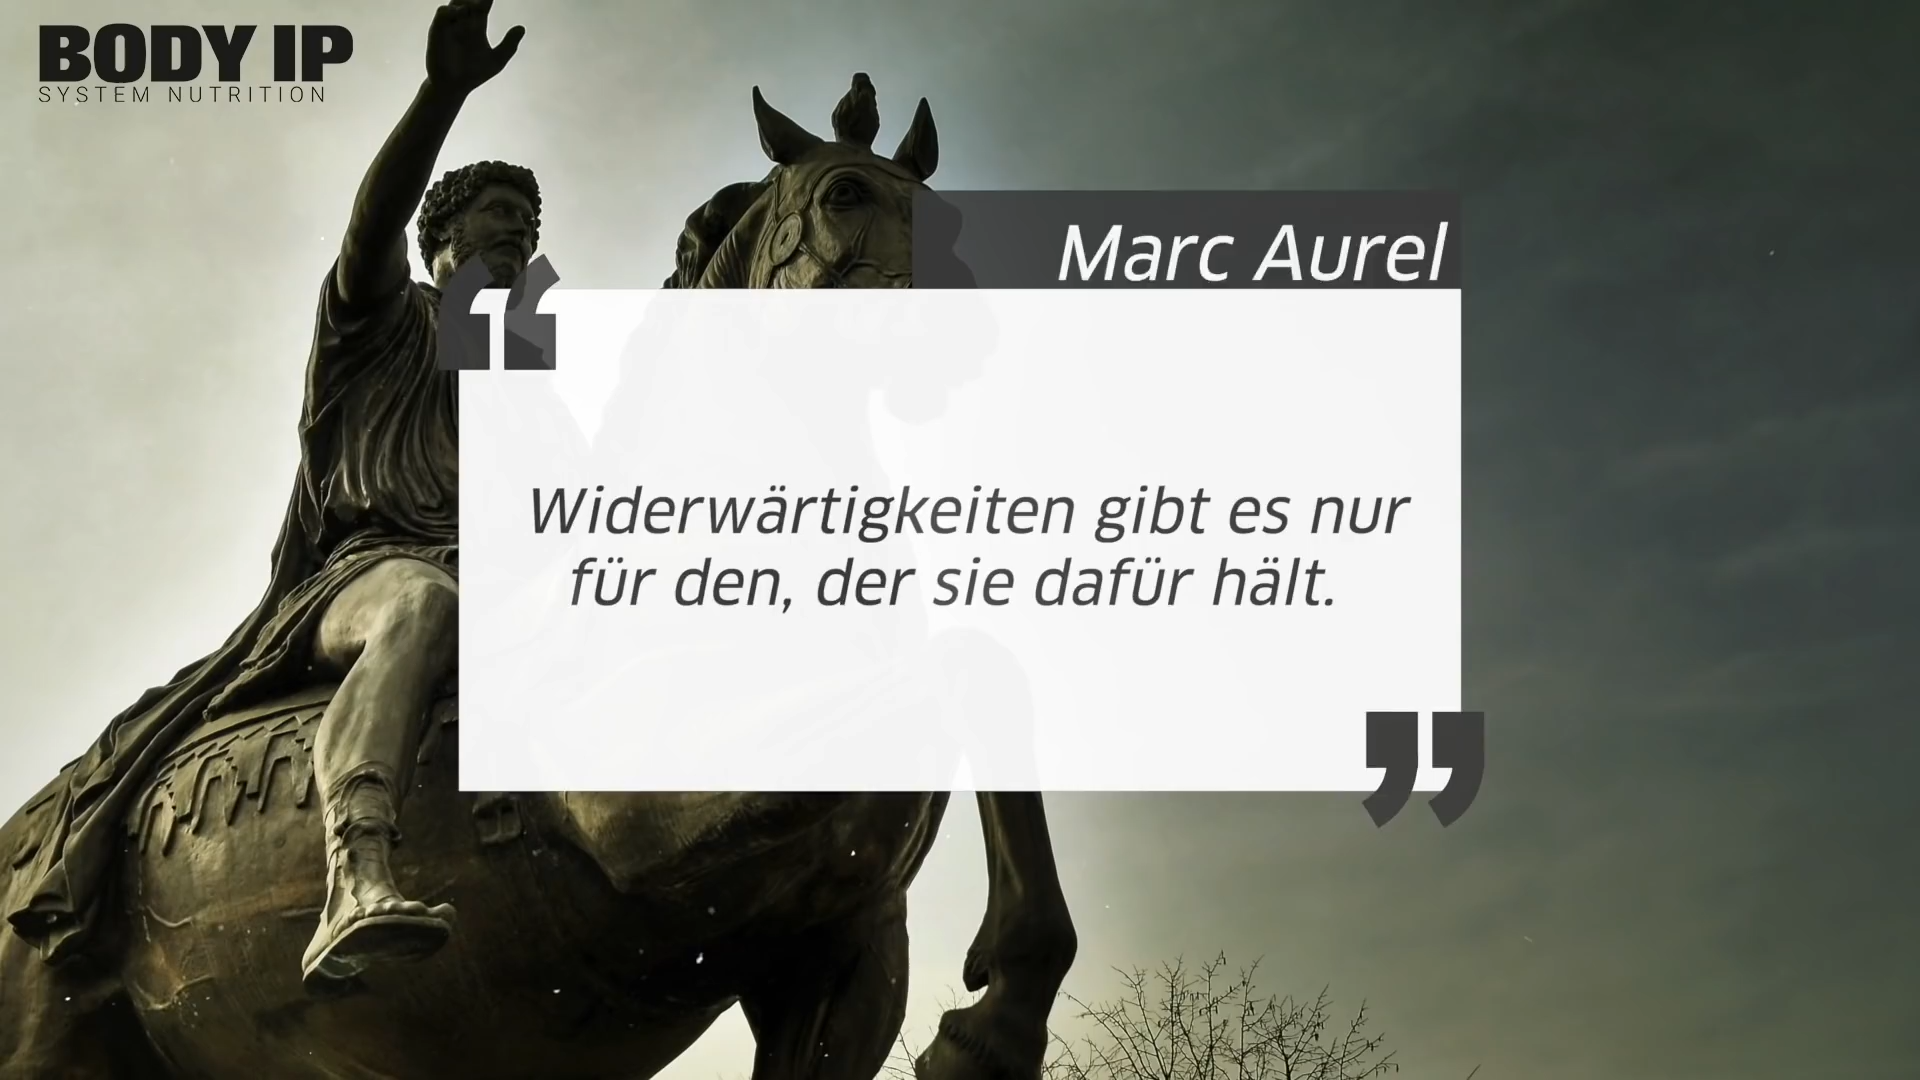 BODY IP
SYSTEM NUTRITION
Marc Aurel
Widerwärtigkeiten gibt es nur
für den, der sie dafür hält.